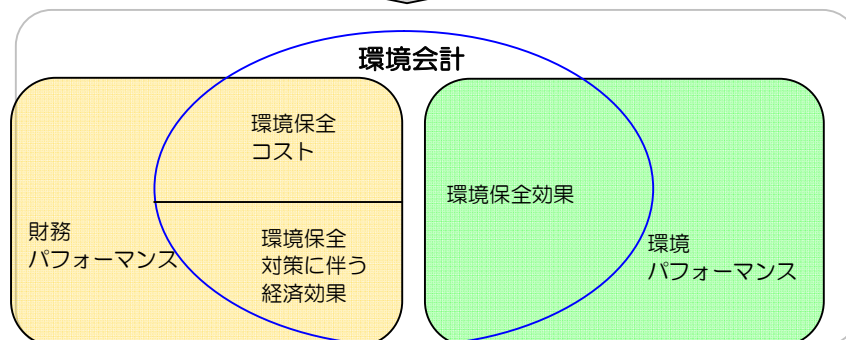 環境会計
環境保全
コスト
環境保全効果
財務
パフォーマンス
環境保全
対策に伴う
経済効果
環境
パフォーマンス